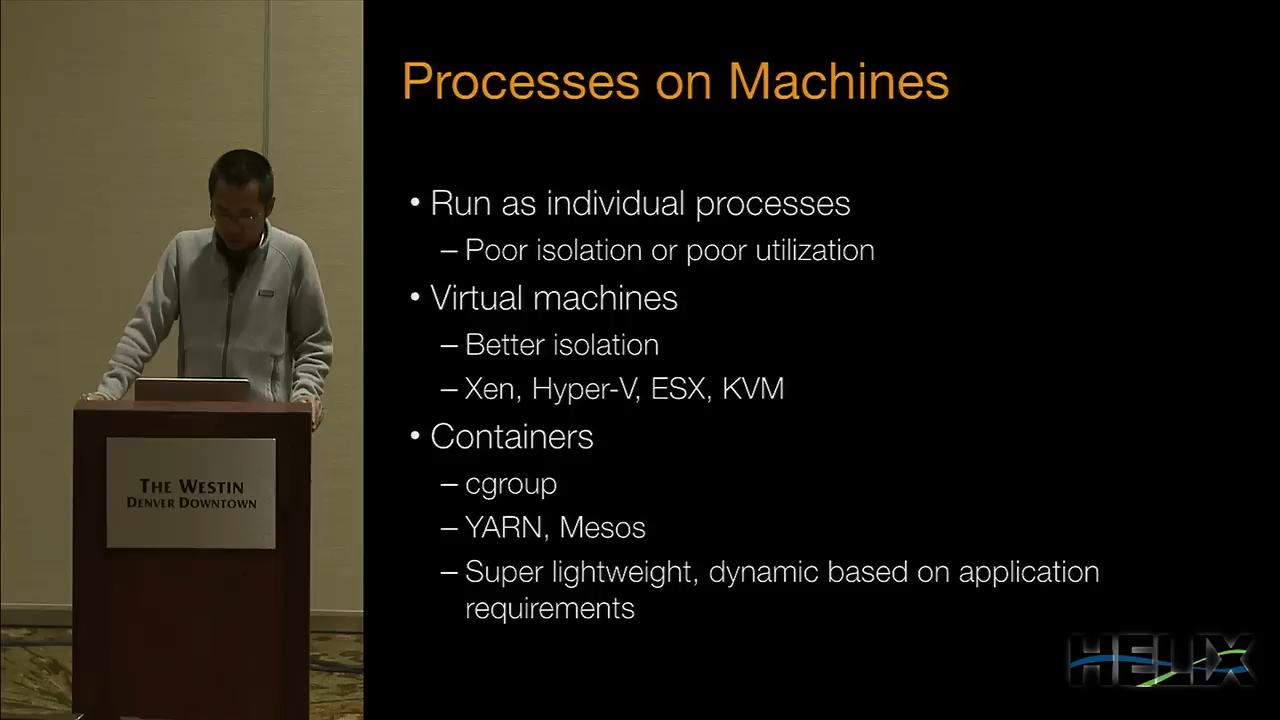 Processes on Machines
• Run as individual processes
– Poor isolation or poor utilization
• Virtual machines
– Better isolation
– Xen, Hyper-V, ESX, KVM
• Containers
– cgroup
– YARN, Mesos
– Super lightweight, dynamic based on application
requirements
THE WESTIN
DENVER DOWNTOWN
HELIX